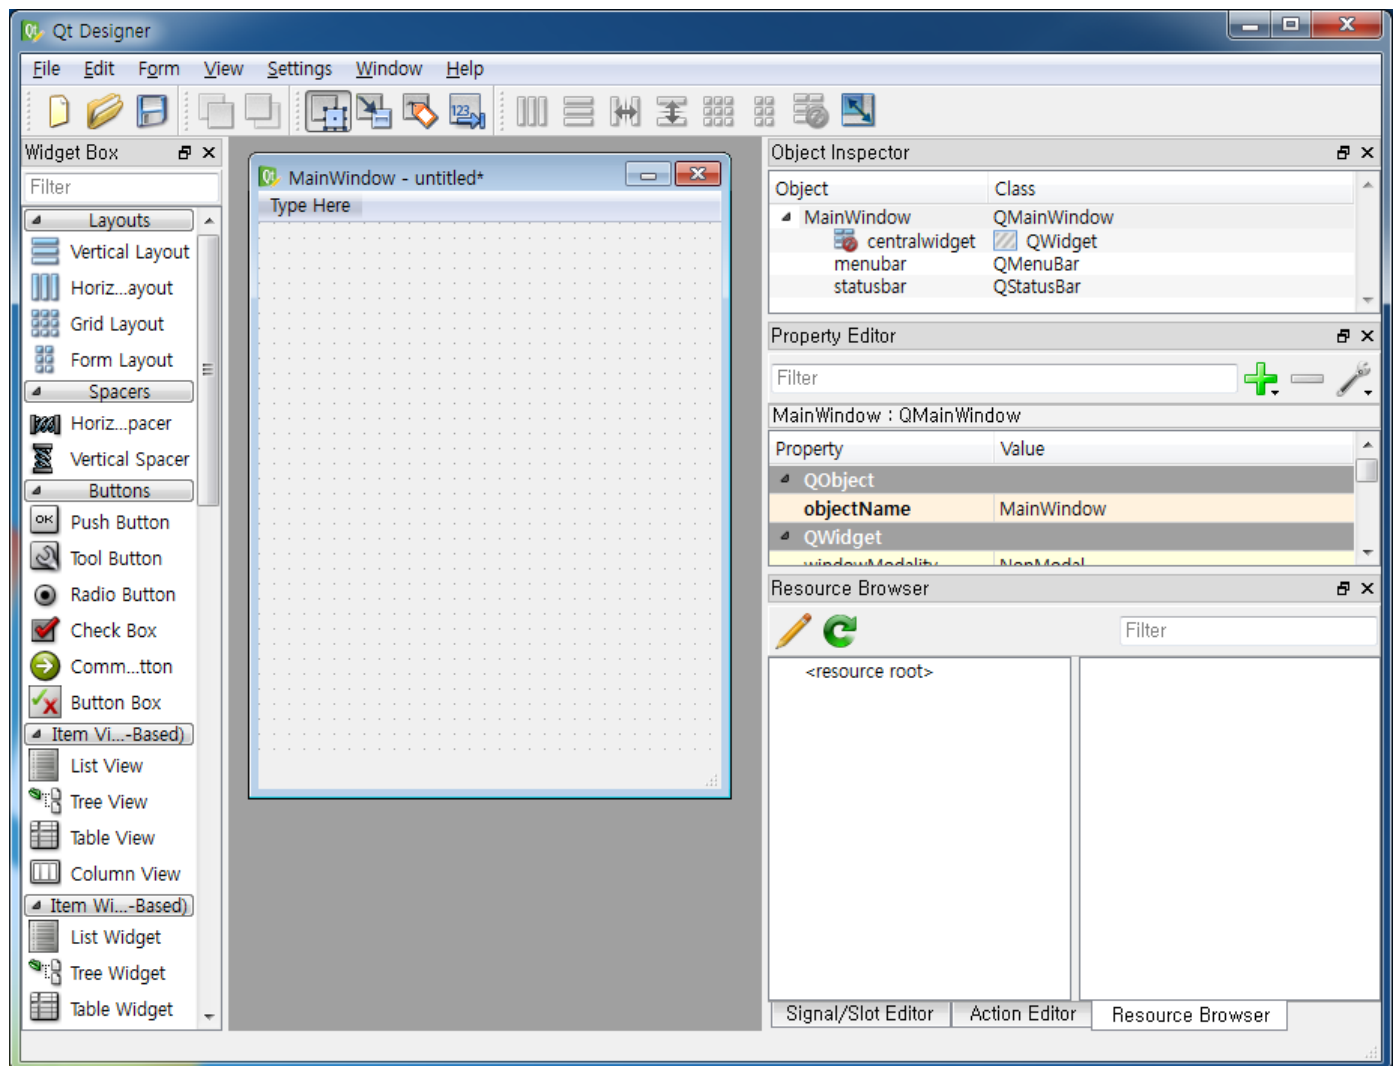 Qt Designer
File Edit Form View Settings Window Help
Widget Box
Filter
Layouts
Vertical Layout
Horiz...ayout
Grid Layout
Form Layout
Spacers
Horiz...pacer
Vertical Spacer
Buttons
OK Push Button
Tool Button
Radio Button
Check Box
Comm...tton
Button Box
Item Vi...-Based)
List View
Tree View
Table View
Column View
Item Wi...-Based)
List Widget
Tree Widget
Table Widget
MainWindow - untitled*
Type Here
Object Inspector
Object Class
MainWindow QMainWindow
centralwidget QWidget
menubar QMenuBar
statusbar QStatusBar
Property Editor
Filter
MainWindow : QMainWindow
Property Value
QObject
objectName MainWindow
QWidget
windowModality NonModal
Resource Browser
Filter
<resource root>
Signal/Slot Editor Action Editor Resource Browser